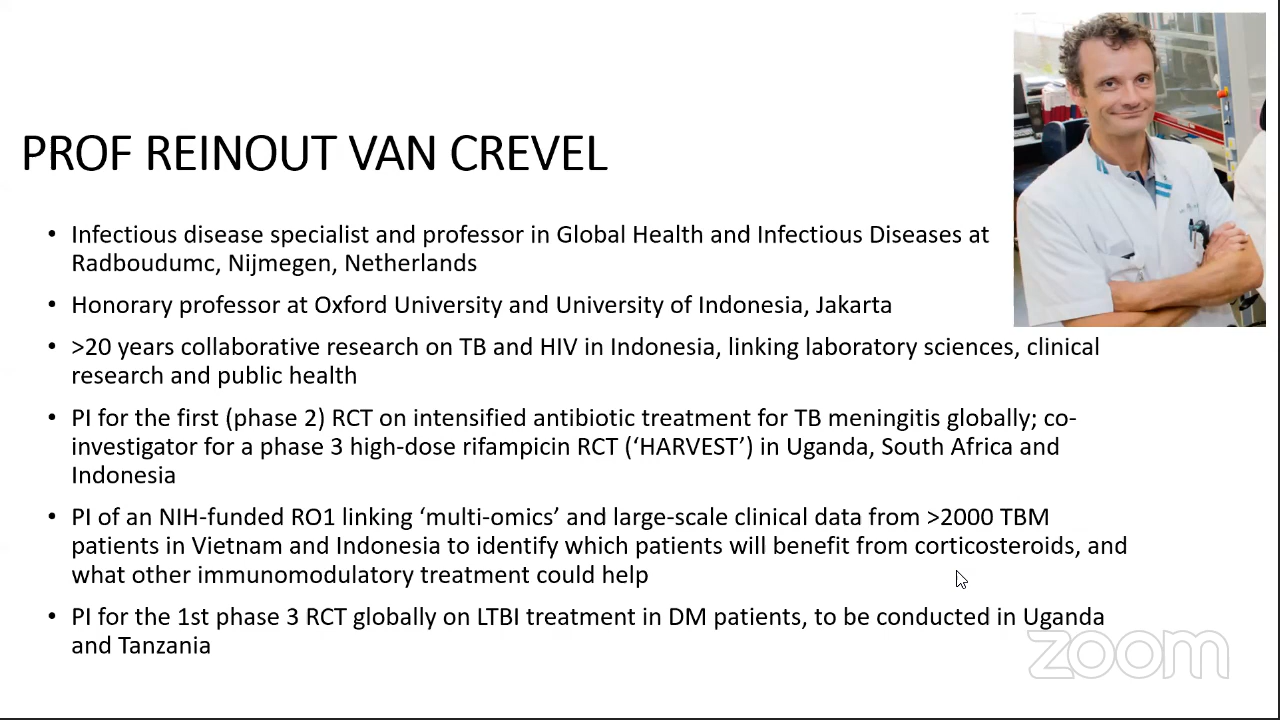 PROF REINOUT VAN CREVEL
• Infectious disease specialist and professor in Global Health and Infectious Diseases at
Radboudumc, Nijmegen, Netherlands
• Honorary professor at Oxford University and University of Indonesia, Jakarta
• >20 years collaborative research on TB and HIV in Indonesia, linking laboratory sciences, clinical
research and public health
• PI for the first (phase 2) RCT on intensified antibiotic treatment for TB meningitis globally; co-
investigator for a phase 3 high-dose rifampicin RCT (‘HARVEST’) in Uganda, South Africa and
Indonesia
• PI of an NIH-funded RO1 linking ‘multi-omics’ and large-scale clinical data from >2000 TBM
patients in Vietnam and Indonesia to identify which patients will benefit from corticosteroids, and
what other immunomodulatory treatment could help
• PI for the 1st phase 3 RCT globally on LTBI treatment in DM patients, to be conducted in Uganda
and Tanzania
zoom